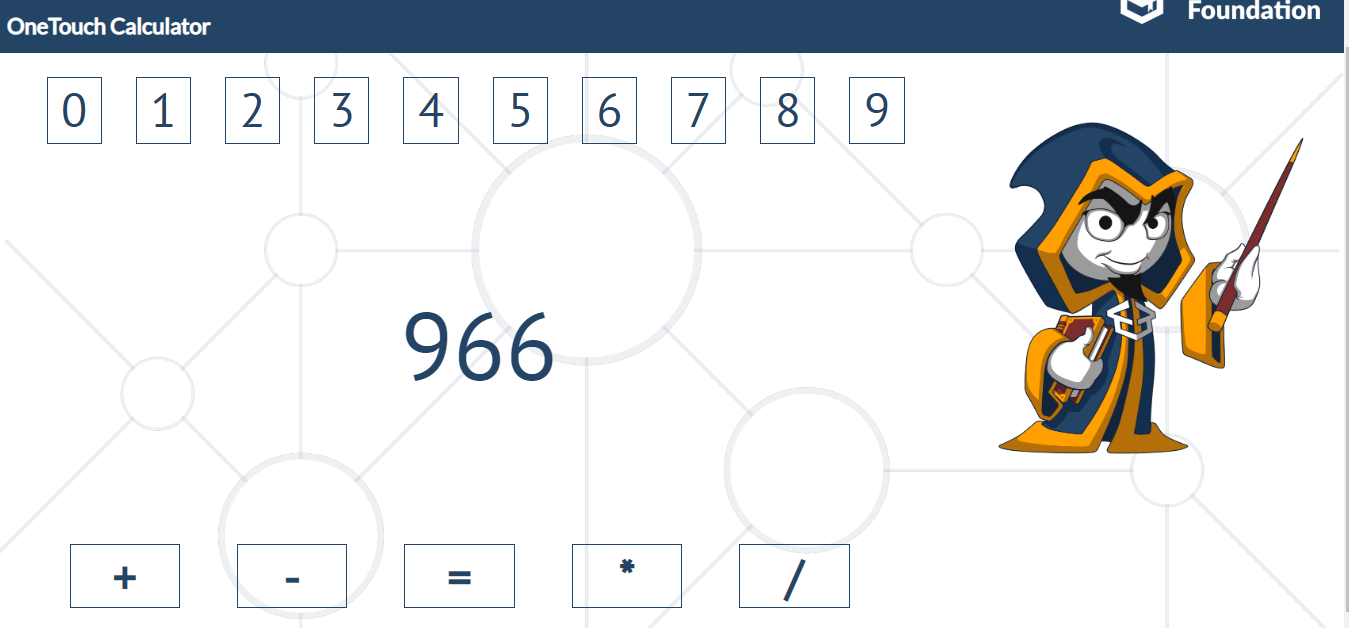 OneTouch Calculator
Foundation
0 1 2 3 4 5 6 7 8 9
966
+ - = * /